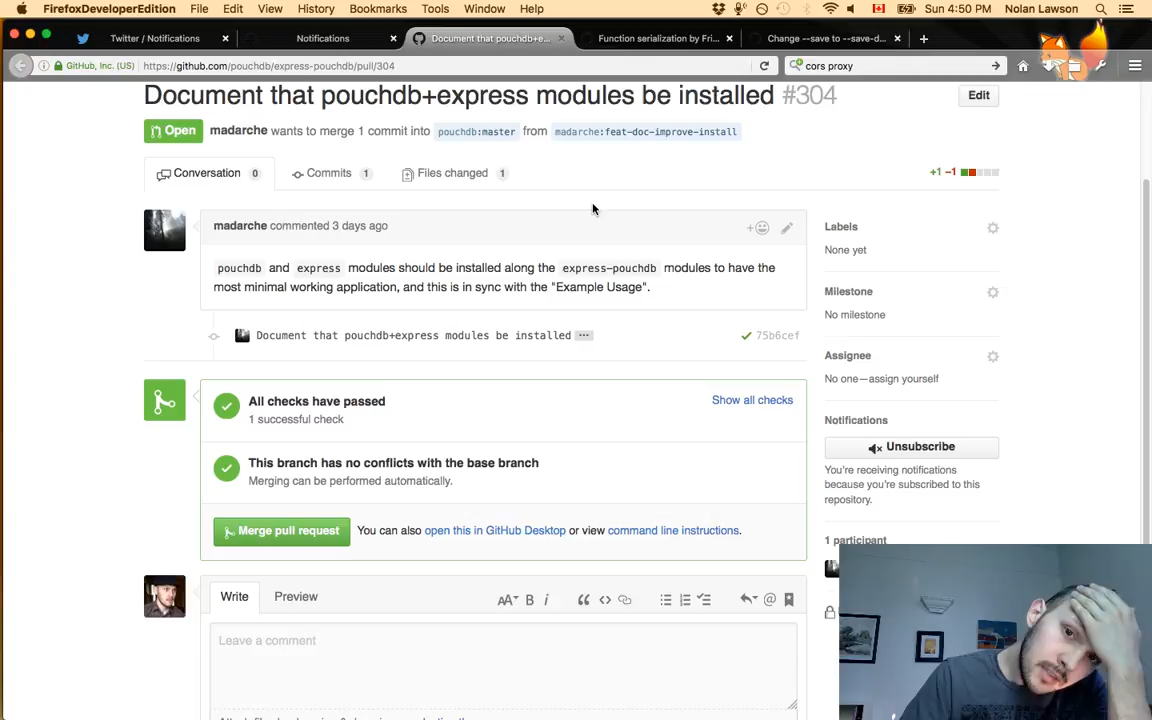 FirefoxDeveloperEdition File Edit View History Bookmarks Tools Window Help Sun 4:50 PM Nolan Lawson
Twitter / Notifications Notifications Document that pouchdb+e... Function serialization by Fri... Change --save to --save-d...
GitHub, Inc. (US) https://github.com/pouchdb/express-pouchdb/pull/304 cors proxy
Document that pouchdb+express modules be installed #304 Edit
Open madarche wants to merge 1 commit into pouchdb:master from madarche:feat-doc-improve-install
Conversation 0 Commits 1 Files changed 1 +1 −1
madarche commented 3 days ago
pouchdb and express modules should be installed along the express-pouchdb modules to have the
most minimal working application, and this is in sync with the "Example Usage".
Document that pouchdb+express modules be installed ... 75b6cef
All checks have passed Show all checks
1 successful check
This branch has no conflicts with the base branch
Merging can be performed automatically.
Merge pull request You can also open this in GitHub Desktop or view command line instructions.
Write Preview AA B i
Leave a comment
Labels
None yet
Milestone
No milestone
Assignee
No one—assign yourself
Notifications
Unsubscribe
You're receiving notifications
because you're subscribed to this
repository.
1 participant